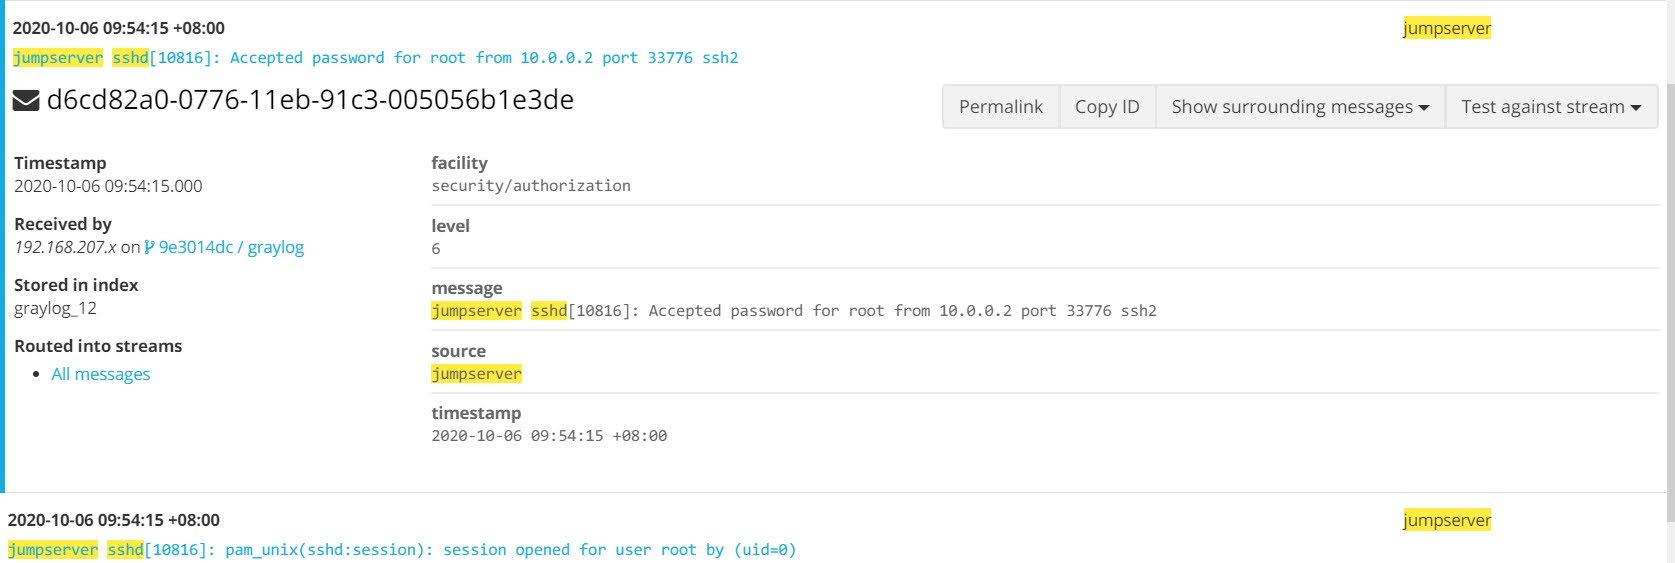 2020-10-06 09:54:15 +08:00 jumpserver
jumpserver sshd[10816]: Accepted password for root from 10.0.0.2 port 33776 ssh2
d6cd82a0-0776-11eb-91c3-005056b1e3de
Permalink Copy ID Show surrounding messages Test against stream
Timestamp
2020-10-06 09:54:15.000
Received by
192.168.207.x on 9e3014dc / graylog
Stored in index
graylog_12
Routed into streams
All messages
facility
security/authorization
level
6
message
jumpserver sshd[10816]: Accepted password for root from 10.0.0.2 port 33776 ssh2
source
jumpserver
timestamp
2020-10-06 09:54:15 +08:00
2020-10-06 09:54:15 +08:00 jumpserver
jumpserver sshd[10816]: pam_unix(sshd:session): session opened for user root by (uid=0)